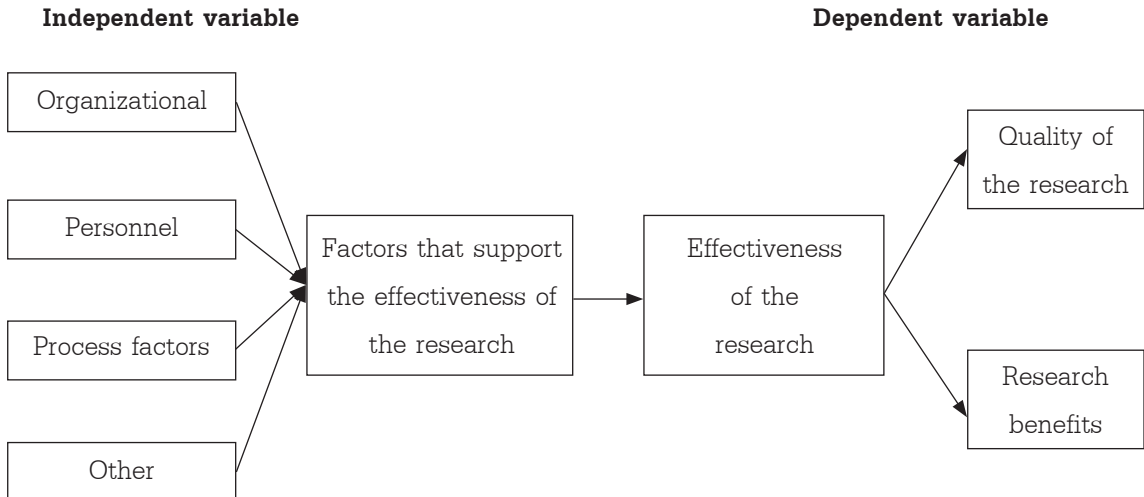 Independent variable
Dependent variable
Organizational
Personnel
Process factors
Other
Factors that support
the effectiveness of
the research
Effectiveness
of the
research
Quality of
the research
Research
benefits